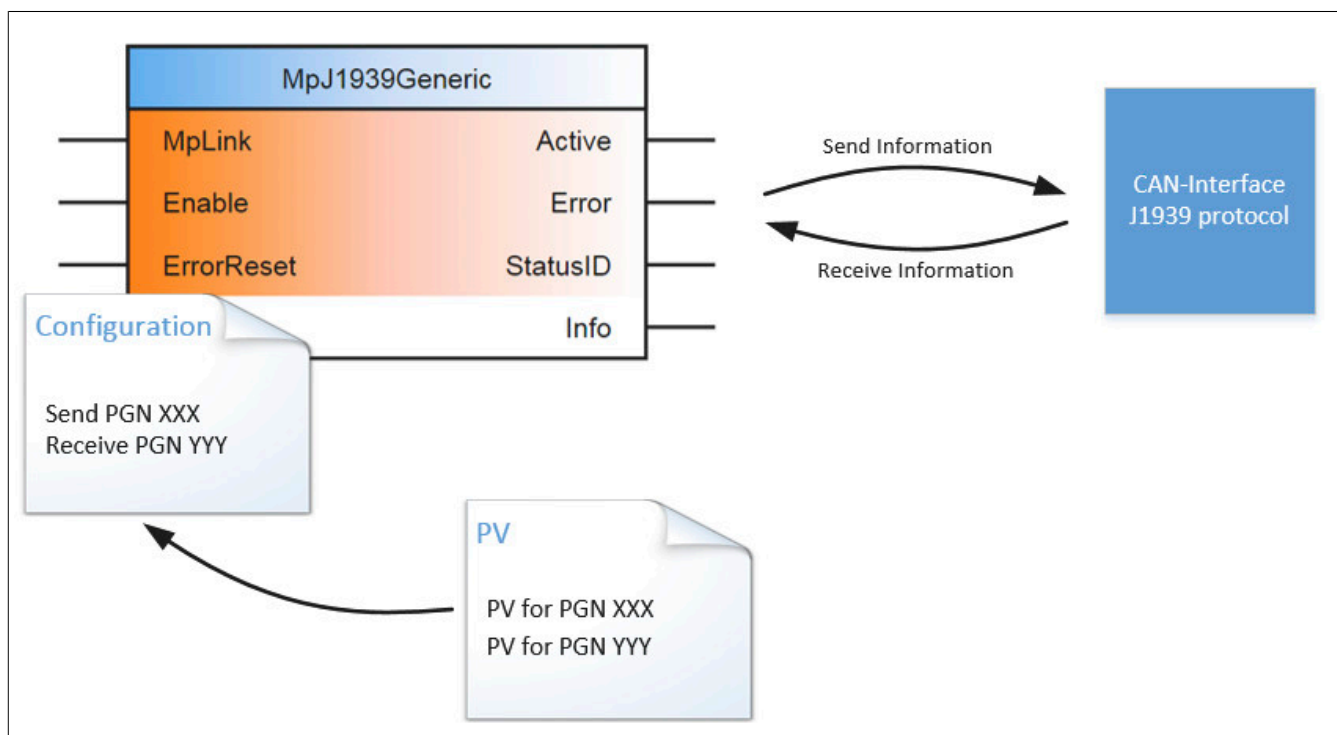 MpJ1939Generic
MpLink
Active
Enable
Error
ErrorReset
StatusID
Info
Send Information
Receive Information
CAN-Interface
J1939 protocol
Configuration
Send PGN XXX
Receive PGN YYY
PV
PV for PGN XXX
PV for PGN YYY